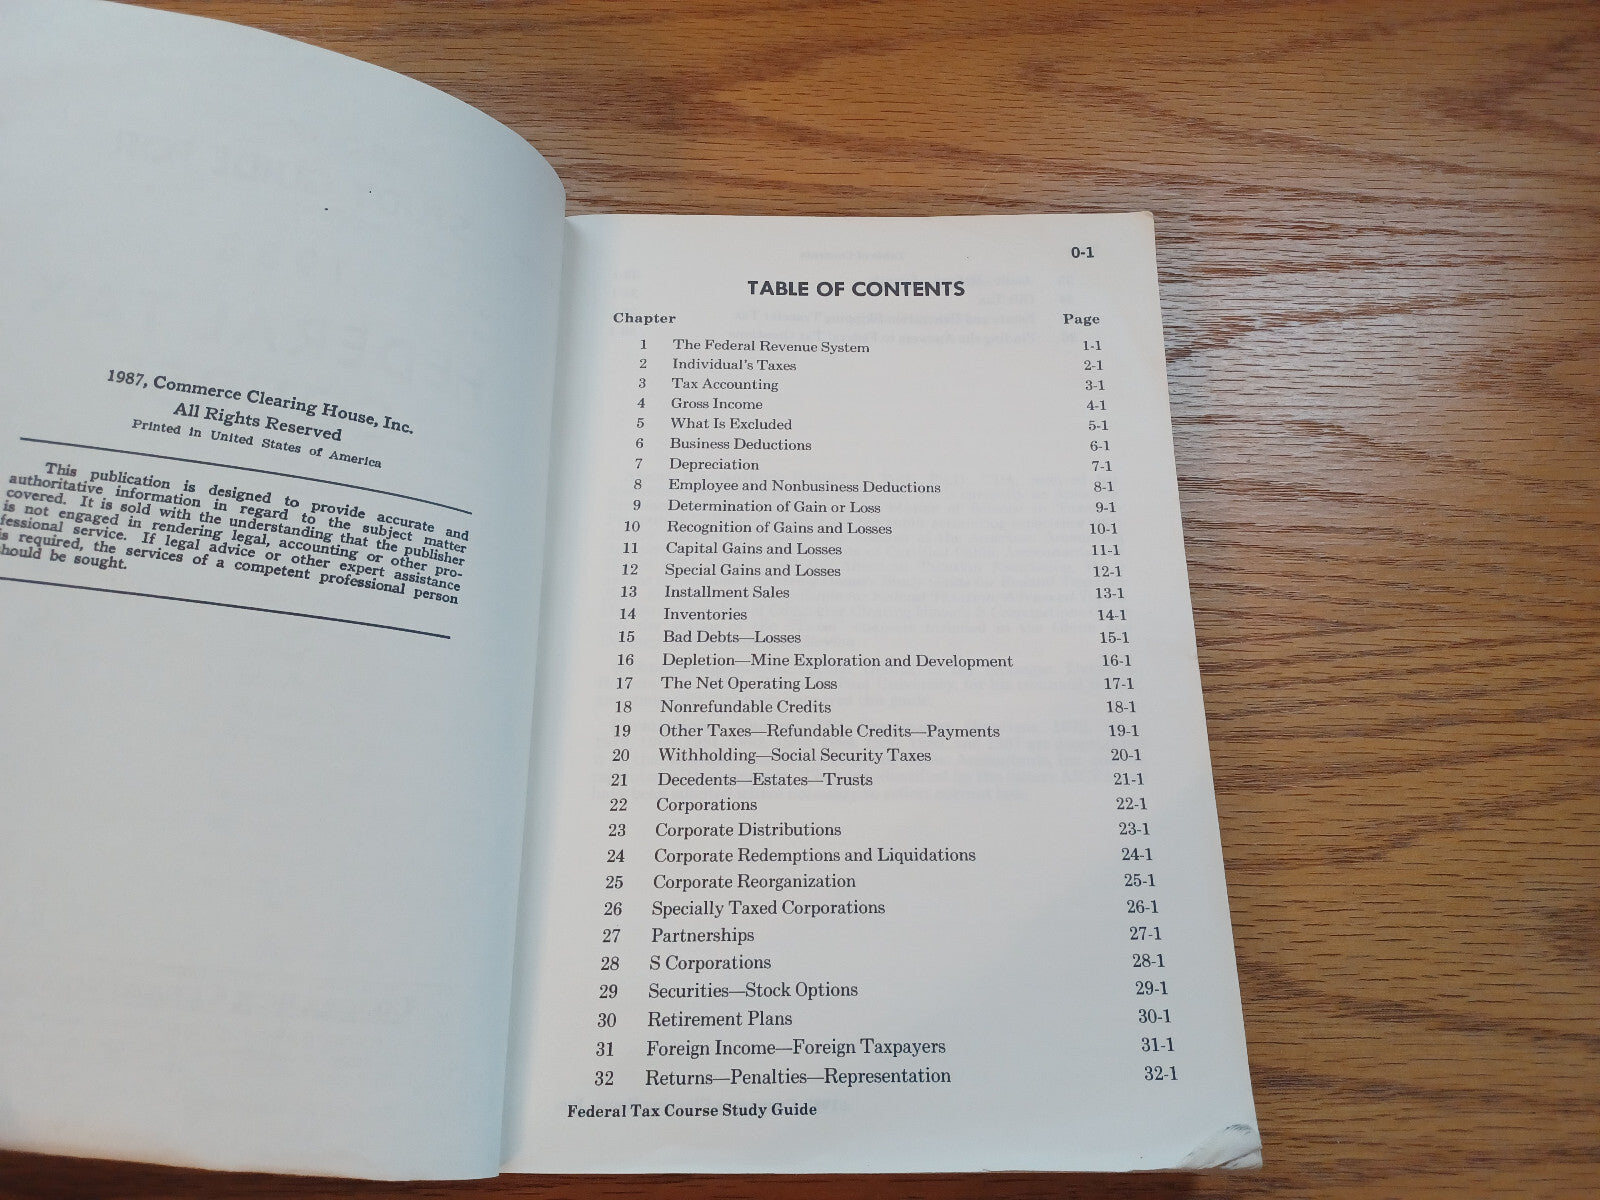 1987, Commerce Clearing House, Inc.
All Rights Reserved
Printed in United States of America
This publication is designed to provide accurate and
authoritative information in regard to the subject matter
covered. It is sold with the understanding that the publisher
is not engaged in rendering legal, accounting or other pro-
fessional service. If legal advice or other expert assistance
is required, the services of a competent professional person
should be sought.
0-1
TABLE OF CONTENTS
Chapter Page
1 The Federal Revenue System 1-1
2 Individual's Taxes 2-1
3 Tax Accounting 3-1
4 Gross Income 4-1
5 What Is Excluded 5-1
6 Business Deductions 6-1
7 Depreciation 7-1
8 Employee and Nonbusiness Deductions 8-1
9 Determination of Gain or Loss 9-1
10 Recognition of Gains and Losses 10-1
11 Capital Gains and Losses 11-1
12 Special Gains and Losses 12-1
13 Installment Sales 13-1
14 Inventories 14-1
15 Bad Debts—Losses 15-1
16 Depletion—Mine Exploration and Development 16-1
17 The Net Operating Loss 17-1
18 Nonrefundable Credits 18-1
19 Other Taxes—Refundable Credits—Payments 19-1
20 Withholding—Social Security Taxes 20-1
21 Decedents—Estates—Trusts 21-1
22 Corporations 22-1
23 Corporate Distributions 23-1
24 Corporate Redemptions and Liquidations 24-1
25 Corporate Reorganization 25-1
26 Specially Taxed Corporations 26-1
27 Partnerships 27-1
28 S Corporations 28-1
29 Securities—Stock Options 29-1
30 Retirement Plans 30-1
31 Foreign Income—Foreign Taxpayers 31-1
32 Returns—Penalties—Representation 32-1
Federal Tax Course Study Guide